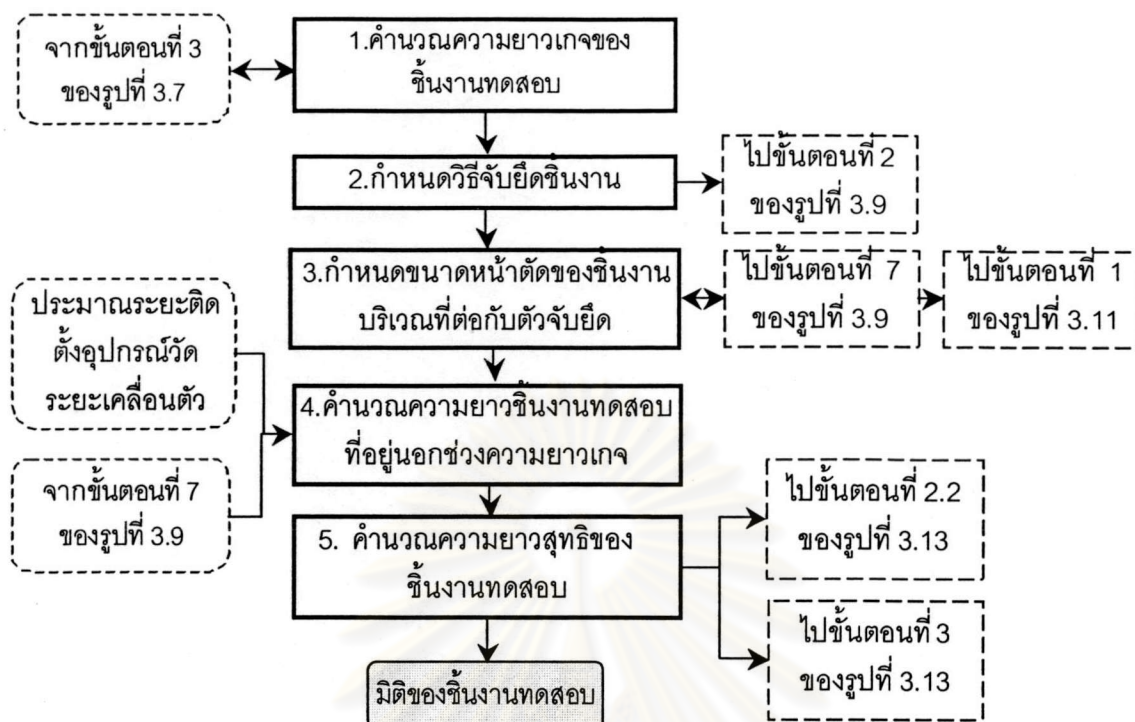 จากขั้นตอนที่ 3
ของรูปที่ 3.7
1.คำนวณความยาวเกจของ
ชิ้นงานทดสอบ
2.กำหนดวิธีจับยึดชิ้นงาน
ไปขั้นตอนที่ 2
ของรูปที่ 3.9
3.กำหนดขนาดหน้าตัดของชิ้นงาน
บริเวณที่ต่อกับตัวจับยึด
ไปขั้นตอนที่ 7
ของรูปที่ 3.9
ไปขั้นตอนที่ 1
ของรูปที่ 3.11
ประมาณระยะติด
ตั้งอุปกรณ์วัด
ระยะเคลื่อนตัว
4.คำนวณความยาวชิ้นงานทดสอบ
ที่อยู่นอกช่วงความยาวเกจ
จากขั้นตอนที่ 7
ของรูปที่ 3.9
5. คำนวณความยาวสุทธิของ
ชิ้นงานทดสอบ
ไปขั้นตอนที่ 2.2
ของรูปที่ 3.13
ไปขั้นตอนที่ 3
ของรูปที่ 3.13
มิติของชิ้นงานทดสอบ